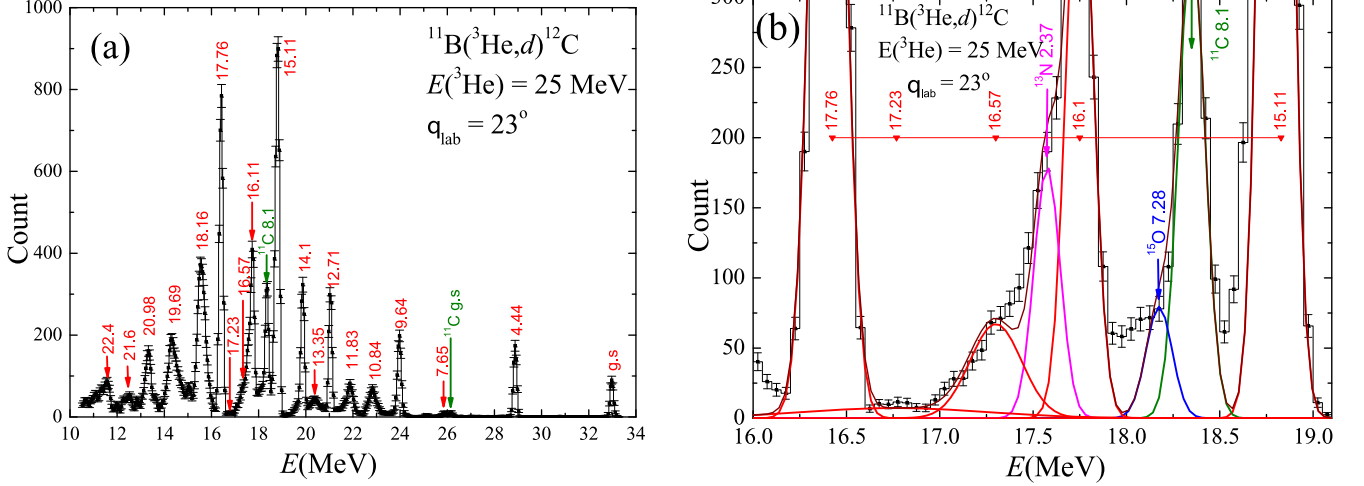 (a)
¹¹B(³He,d)¹²C
E(³He) = 25 MeV
q_lab = 23°
1000
800
600
400
200
0
Count
22.4
21.6
20.98
19.69
18.16
17.76
17.23
16.57
16.11
¹¹C 8.1
15.11
14.1
13.35
12.71
11.83
10.84
9.64
7.65
¹¹C g.s
4.44
g.s
10 12 14 16 18 20 22 24 26 28 30 32 34
E(MeV)
(b)
¹¹B(³He,d)¹²C
E(³He) = 25 MeV
q_lab = 23°
300
250
200
150
100
50
0
Count
17.76
17.23
16.57
¹³N 2.37
16.1
¹⁵O 7.28
¹¹C 8.1
15.11
16.0 16.5 17.0 17.5 18.0 18.5 19.0
E(MeV)